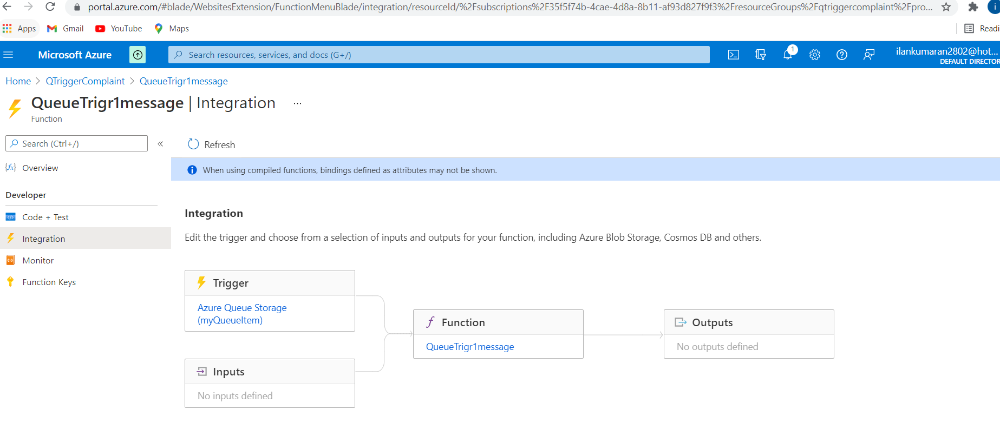 portal.azure.com/#blade/WebsitesExtension/FunctionMenuBlade/integration/resourceId/%2Fsubscriptions%2F35f5f74b-4cae-4d8a-8b11-af93d827f9f3%2FresourceGroups%2Fqtriggercomplaint%2Fpro...
i
Apps Gmail YouTube Maps Readi
Microsoft Azure Search resources, services, and docs (G+/) 1 ilankumaran2802@hot...
DEFAULT DIRECTOR
Home > QTriggerComplaint > QueueTrigr1message
QueueTrigr1message | Integration ...
Function
Search (Ctrl+/) «
Refresh
Overview
When using compiled functions, bindings defined as attributes may not be shown.
Developer
Code + Test
Integration
Monitor
Function Keys
Integration
Edit the trigger and choose from a selection of inputs and outputs for your function, including Azure Blob Storage, Cosmos DB and others.
Trigger
Azure Queue Storage
(myQueueItem)
Inputs
No inputs defined
Function
QueueTrigr1message
Outputs
No outputs defined